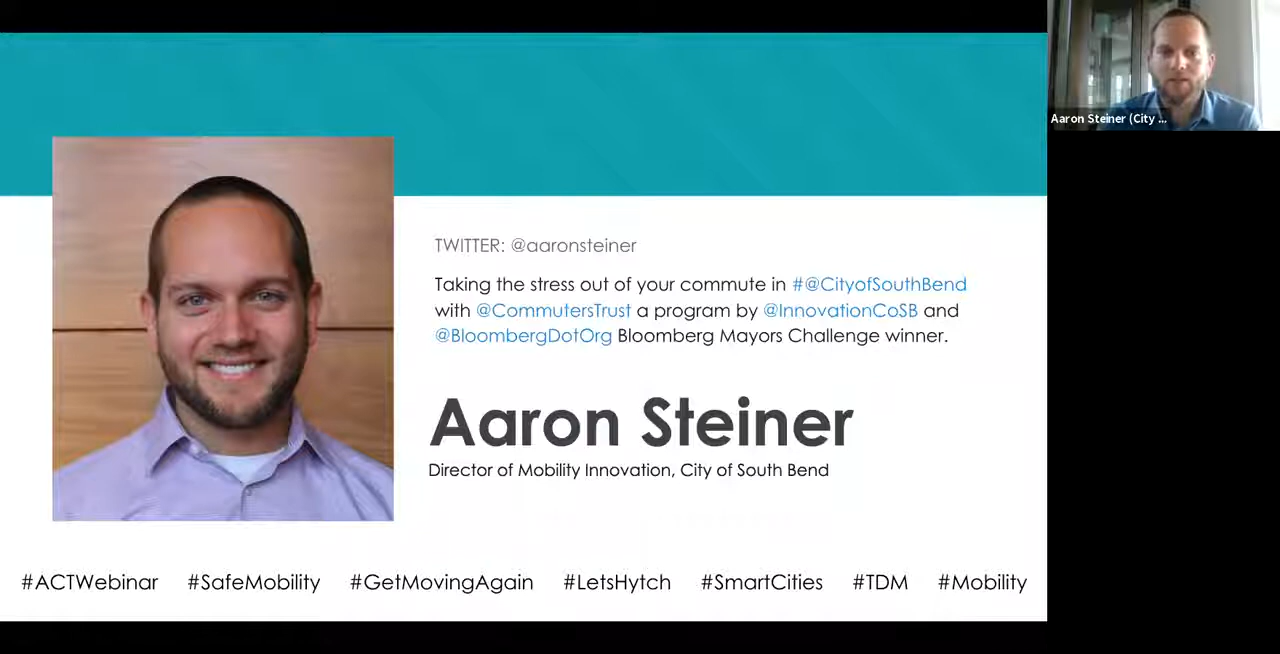 Aaron Steiner (City ...
TWITTER: @aaronsteiner
Taking the stress out of your commute in #@CityofSouthBend
with @CommutersTrust a program by @InnovationCoSB and
@BloombergDotOrg Bloomberg Mayors Challenge winner.
Aaron Steiner
Director of Mobility Innovation, City of South Bend
#ACTWebinar #SafeMobility #GetMovingAgain #LetsHytch #SmartCities #TDM #Mobility